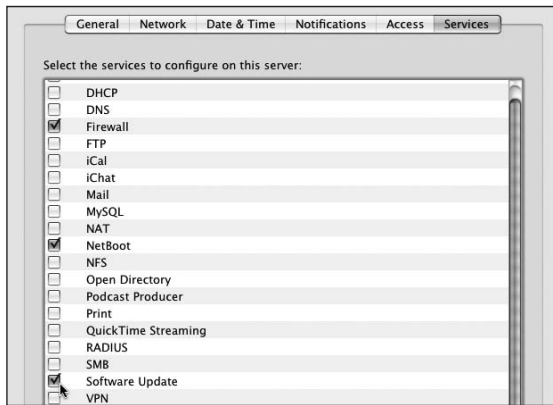 General Network Date & Time Notifications Access Services
Select the services to configure on this server:
DHCP
DNS
Firewall
FTP
iCal
iChat
Mail
MySQL
NAT
NetBoot
NFS
Open Directory
Podcast Producer
Print
QuickTime Streaming
RADIUS
SMB
Software Update
VPN